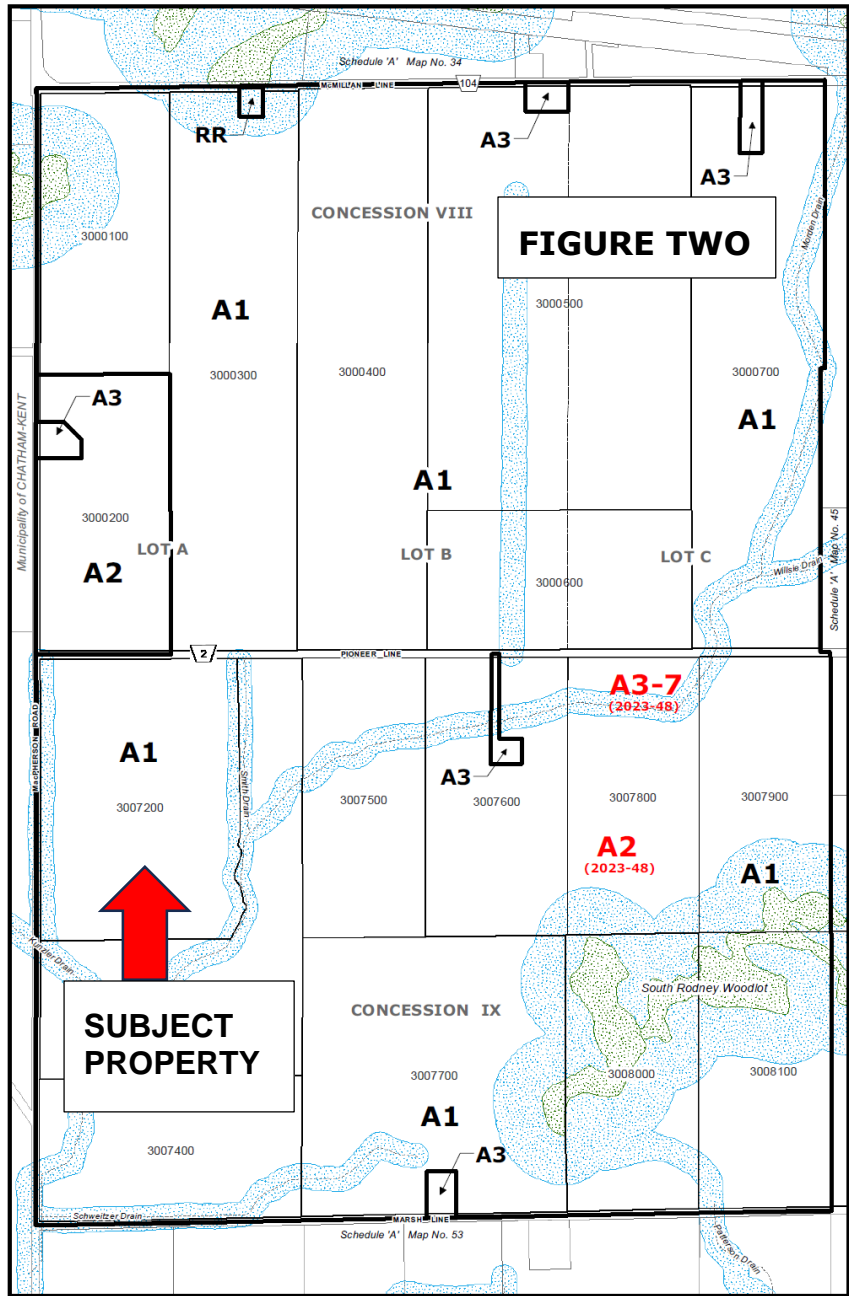 Schedule 'A' Map No. 34
McMILLAN LINE
104
RR
A3
A3
CONCESSION VIII
Morden Drain
3000100
FIGURE TWO
A1
3000500
3000300
3000400
3000700
A3
A1
Municipality of CHATHAM-KENT
A1
3000200
Schedule 'A' Map No. 45
LOT A
LOT B
LOT C
A2
3000600
Willsie Drain
2
PIONEER LINE
A3-7
(2023-48)
MacPHERSON ROAD
A1
Smith Drain
A3
3007200
3007500
3007600
3007800
3007900
A2
(2023-48)
A1
Kintzer Drain
SUBJECT
PROPERTY
CONCESSION IX
South Rodney Woodlot
3007700
3008000
3008100
A1
3007400
A3
Schweitzer Drain
MARSH LINE
Schedule 'A' Map No. 53
Patterson Drain